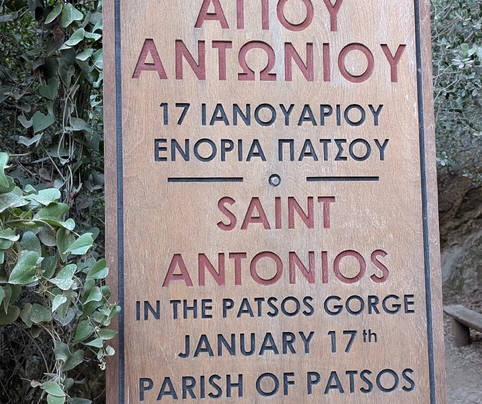 ΑΓΙΟΥ
ΑΝΤΩΝΙΟΥ
17 ΙΑΝΟΥΑΡΙΟΥ
ΕΝΟΡΙΑ ΠΑΤΣΟΥ
SAINT
ANTONIOS
IN THE PATSOS GORGE
JANUARY 17th
PARISH OF PATSOS